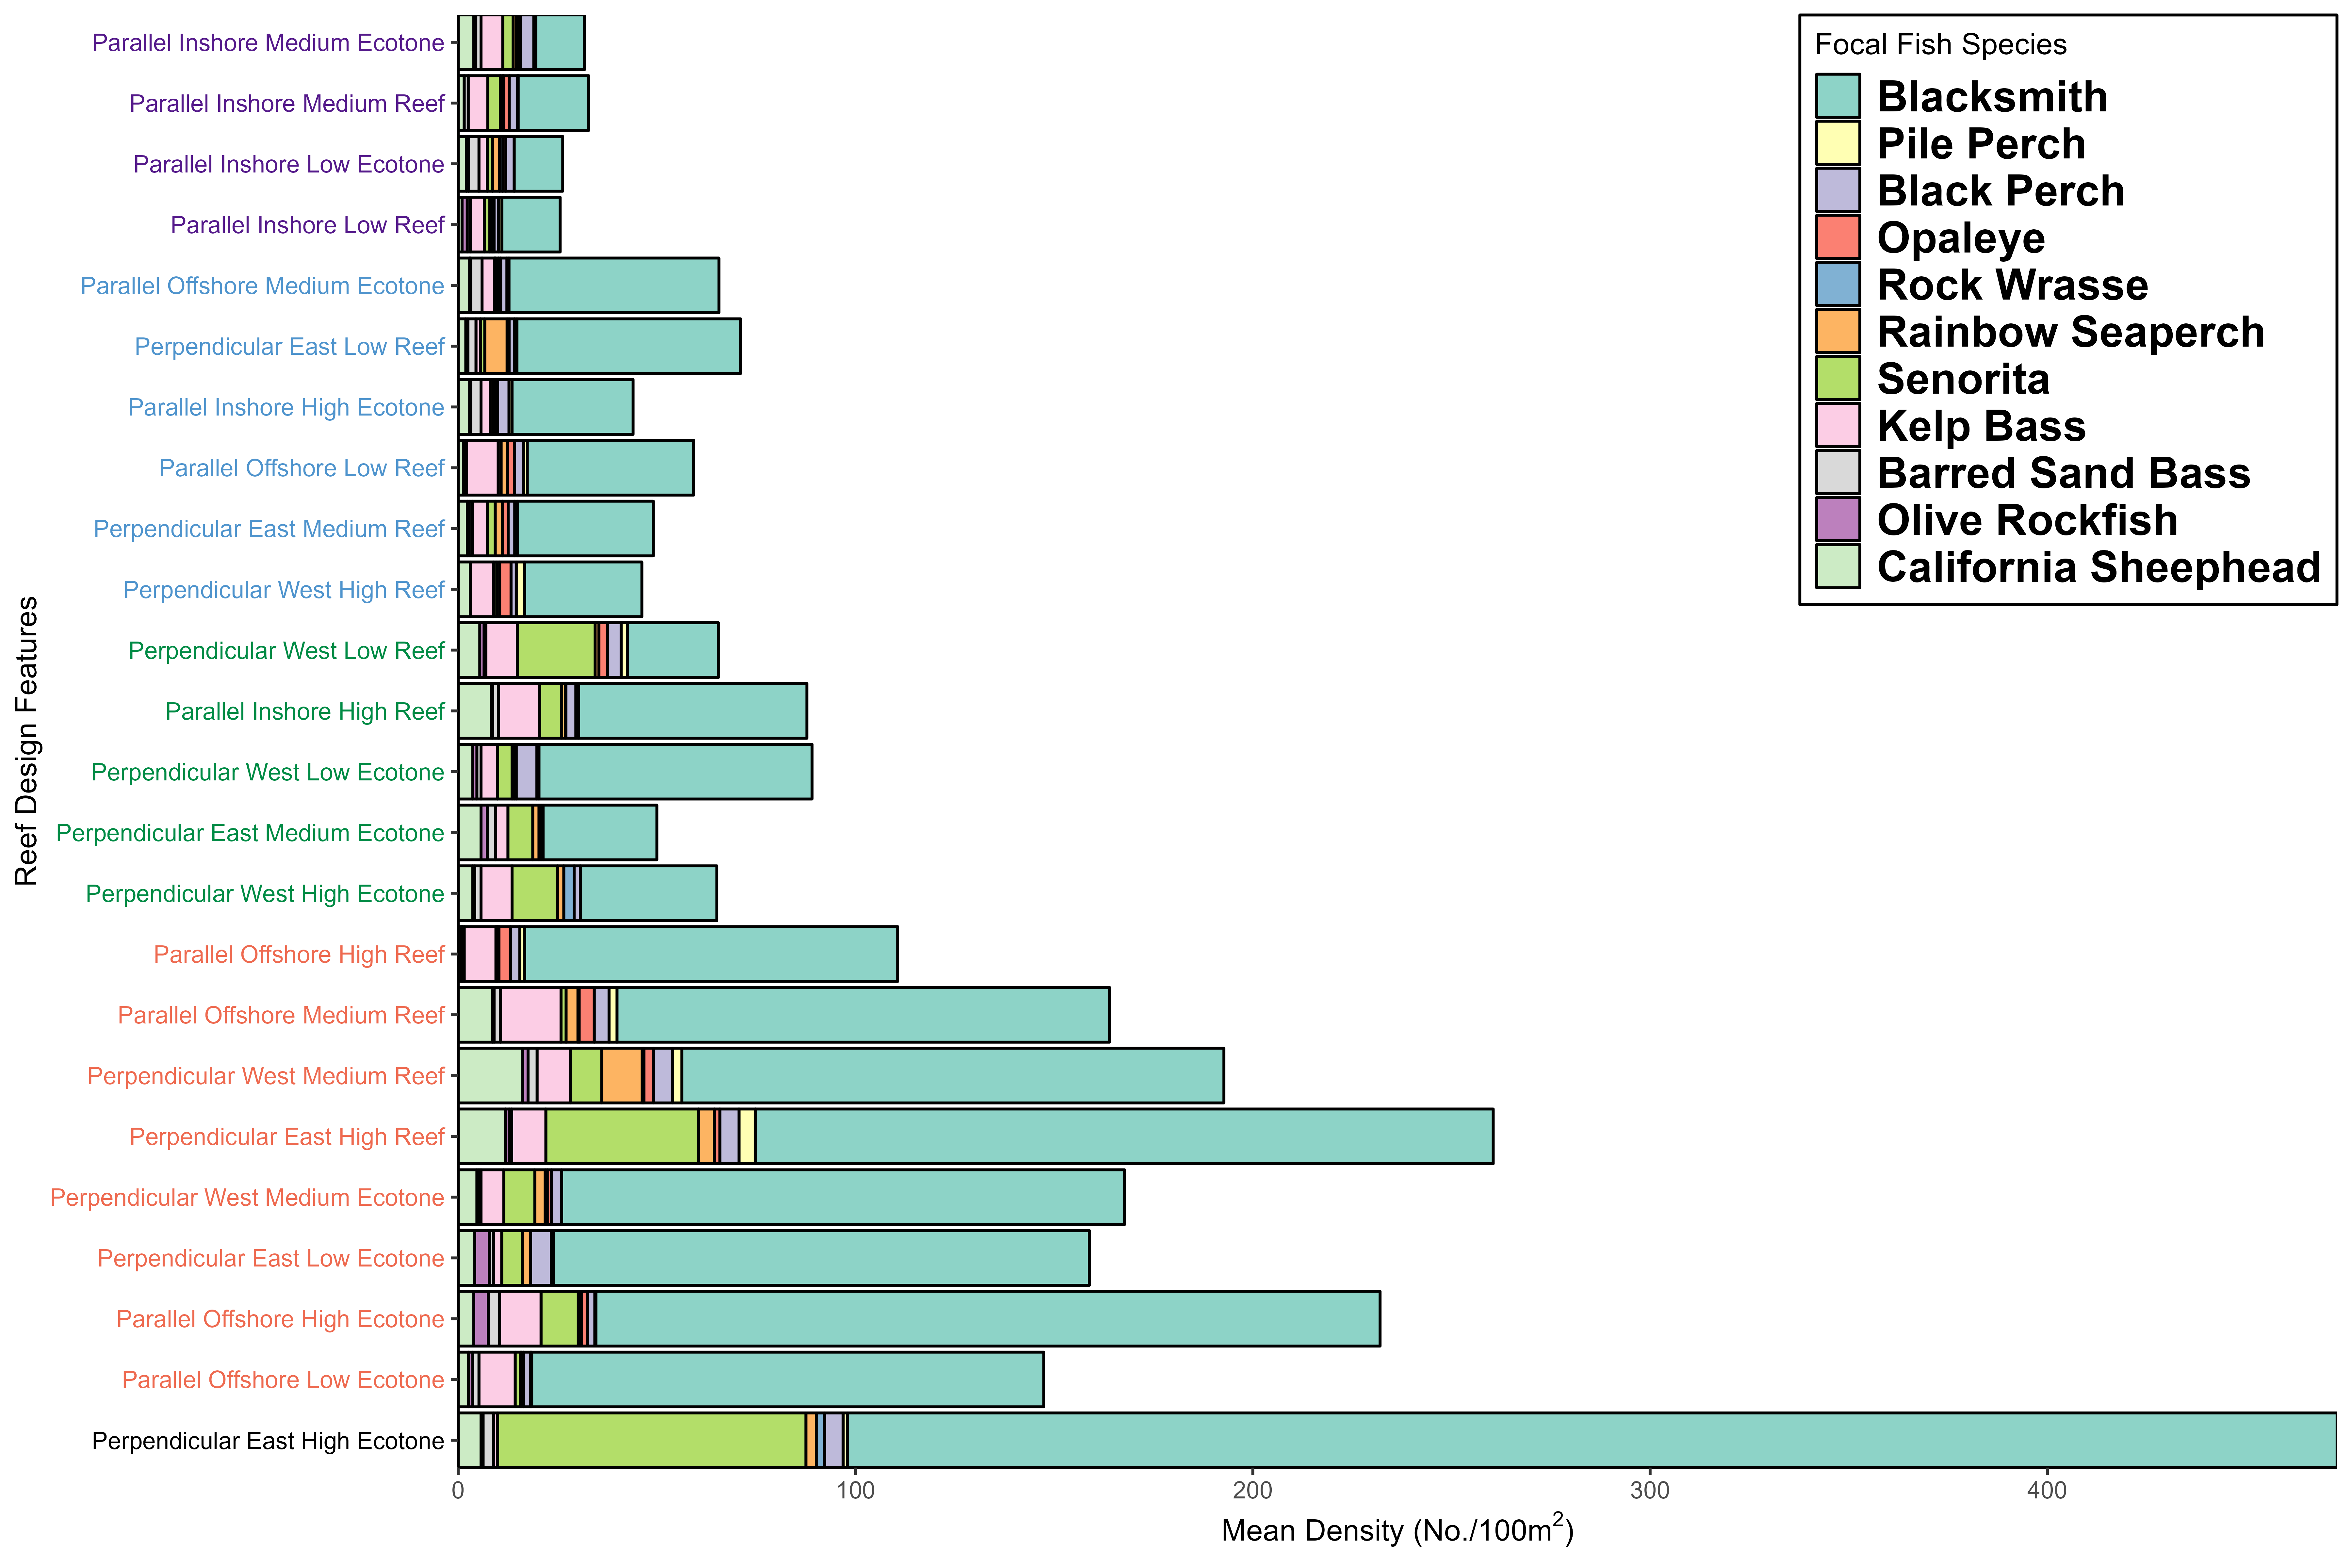 Focal Fish Species
Blacksmith
Pile Perch
Black Perch
Opaleye
Rock Wrasse
Rainbow Seaperch
Senorita
Kelp Bass
Barred Sand Bass
Olive Rockfish
California Sheephead
Reef Design Features
Parallel Inshore Medium Ecotone
Parallel Inshore Medium Reef
Parallel Inshore Low Ecotone
Parallel Inshore Low Reef
Parallel Offshore Medium Ecotone
Perpendicular East Low Reef
Parallel Inshore High Ecotone
Parallel Offshore Low Reef
Perpendicular East Medium Reef
Perpendicular West High Reef
Perpendicular West Low Reef
Parallel Inshore High Reef
Perpendicular West Low Ecotone
Perpendicular East Medium Ecotone
Perpendicular West High Ecotone
Parallel Offshore High Reef
Parallel Offshore Medium Reef
Perpendicular West Medium Reef
Perpendicular East High Reef
Perpendicular West Medium Ecotone
Perpendicular East Low Ecotone
Parallel Offshore High Ecotone
Parallel Offshore Low Ecotone
Perpendicular East High Ecotone
0 100 200 300 400
Mean Density (No./100m²)